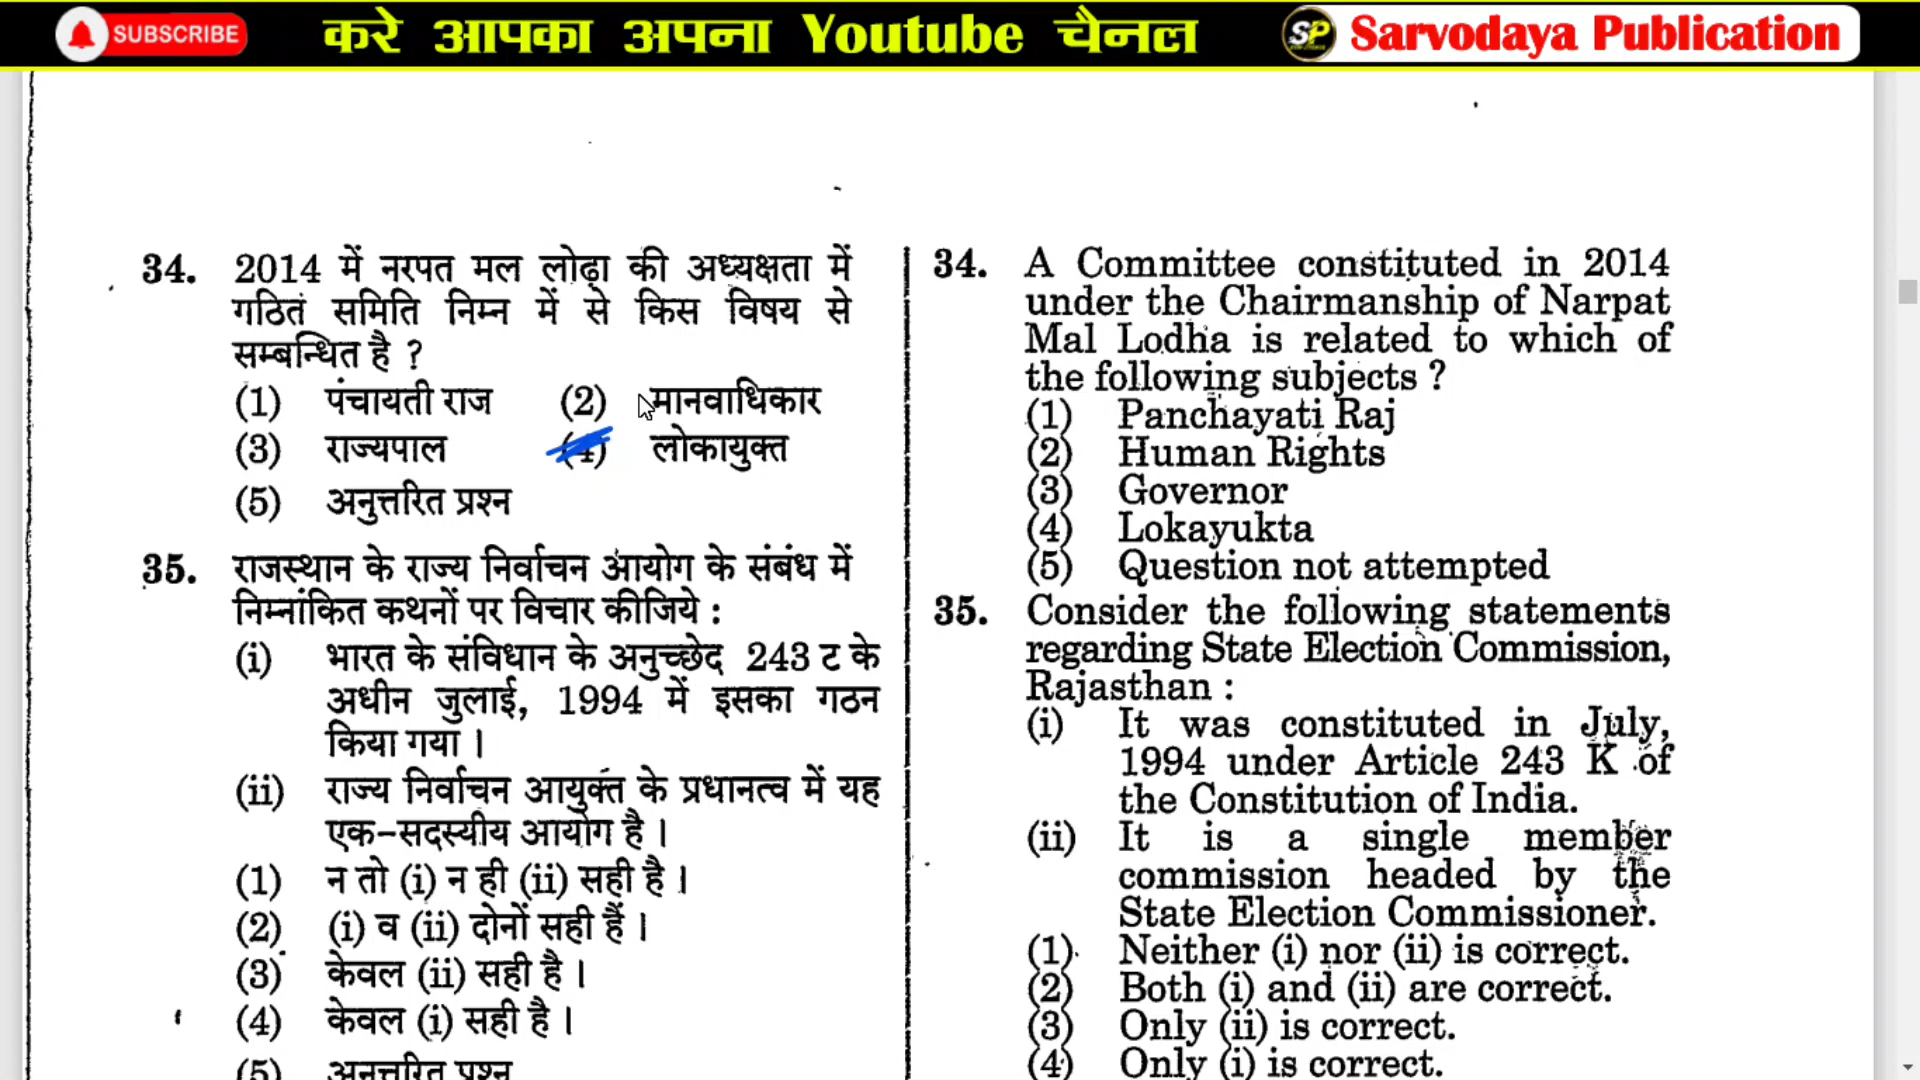 SUBSCRIBE करे आपका अपना Youtube चैनल SP Sarvodaya Publication
34. 2014 में नरपत मल लोढ़ा की अध्यक्षता में
गठित समिति निम्न में से किस विषय से
सम्बन्धित है ?
(1) पंचायती राज (2) मानवाधिकार
(3) राज्यपाल (4) लोकायुक्त
(5) अनुत्तरित प्रश्न
35. राजस्थान के राज्य निर्वाचन आयोग के संबंध में
निम्नांकित कथनों पर विचार कीजिये :
(i) भारत के संविधान के अनुच्छेद 243 ट के
अधीन जुलाई, 1994 में इसका गठन
किया गया ।
(ii) राज्य निर्वाचन आयुक्त के प्रधानत्व में यह
एक-सदस्यीय आयोग है ।
(1) न तो (i) न ही (ii) सही है ।
(2) (i) व (ii) दोनों सही हैं ।
(3) केवल (ii) सही है ।
(4) केवल (i) सही है ।
(5) अनुत्तरित प्रश्न
34. A Committee constituted in 2014
under the Chairmanship of Narpat
Mal Lodha is related to which of
the following subjects ?
(1) Panchayati Raj
(2) Human Rights
(3) Governor
(4) Lokayukta
(5) Question not attempted
35. Consider the following statements
regarding State Election Commission,
Rajasthan :
(i) It was constituted in July,
1994 under Article 243 K of
the Constitution of India.
(ii) It is a single member
commission headed by the
State Election Commissioner.
(1) Neither (i) nor (ii) is correct.
(2) Both (i) and (ii) are correct.
(3) Only (ii) is correct.
(4) Only (i) is correct.